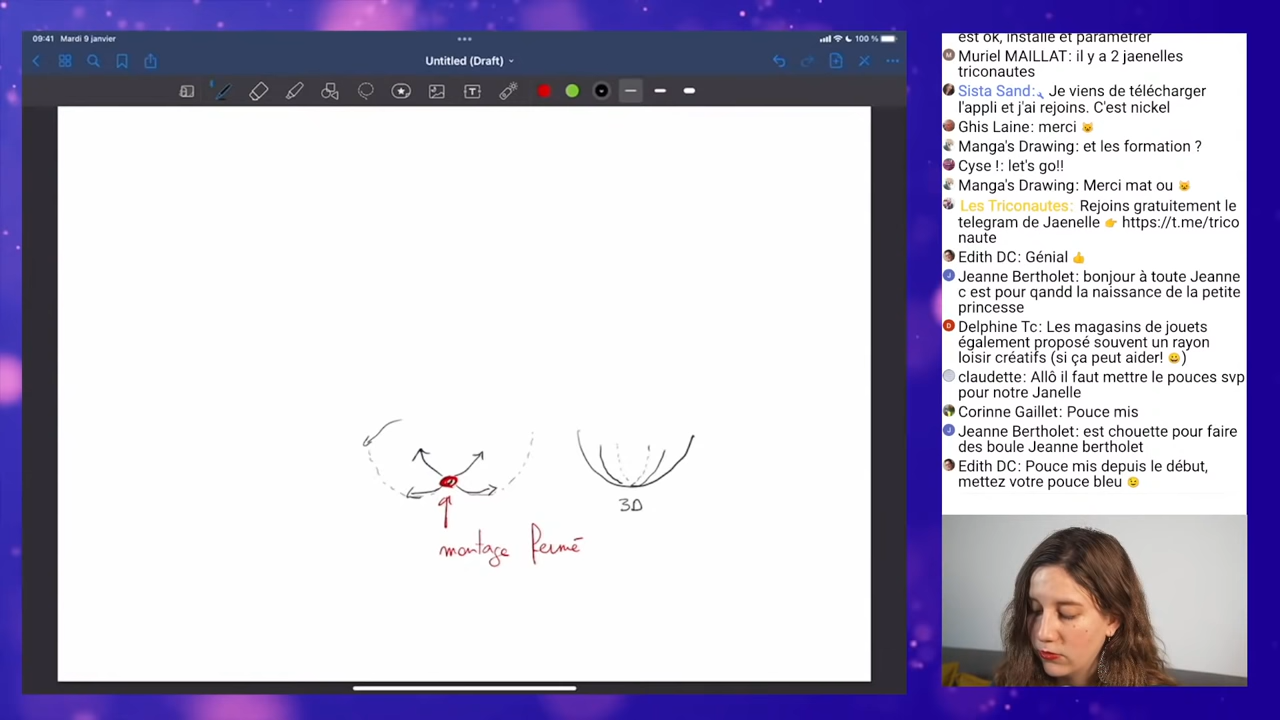 09:41 Mardi 9 janvier
100 %
Untitled (Draft)
3D
montage fermé
est ok, installe et parametrer
Muriel MAILLAT: il y a 2 jaenelles
triconautes
Sista Sand: Je viens de télécharger
l'appli et j'ai rejoins. C'est nickel
Ghis Laine: merci 😺
Manga's Drawing: et les formation ?
Cyse !: let's go!!
Manga's Drawing: Merci mat ou 😺
Les Triconautes: Rejoins gratuitement le
telegram de Jaenelle 👉 https://t.me/trico
naute
Edith DC: Génial 👍
Jeanne Bertholet: bonjour à toute Jeanne
c est pour qandd la naissance de la petite
princesse
Delphine Tc: Les magasins de jouets
également proposé souvent un rayon
loisir créatifs (si ça peut aider! 😀)
claudette: Allô il faut mettre le pouces svp
pour notre Janelle
Corinne Gaillet: Pouce mis
Jeanne Bertholet: est chouette pour faire
des boule Jeanne bertholet
Edith DC: Pouce mis depuis le début,
mettez votre pouce bleu 😉